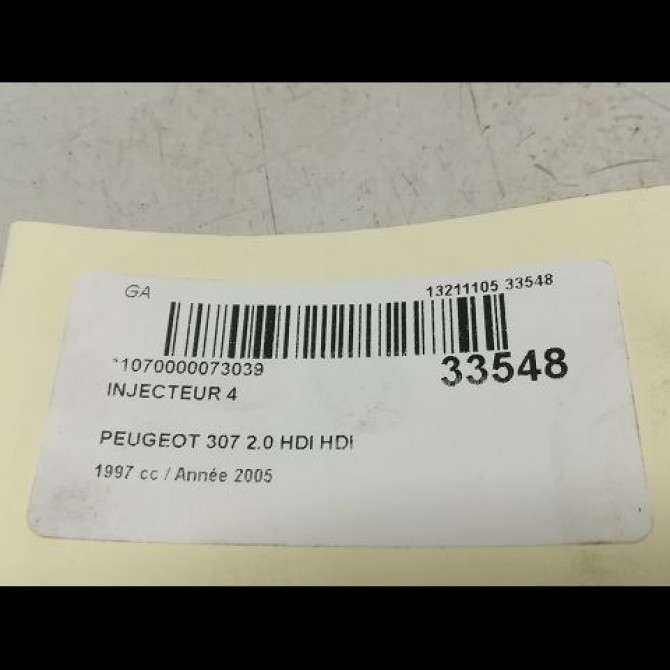 GA
13211105 33548
*1070000073039
33548
INJECTEUR 4
PEUGEOT 307 2.0 HDI HDI
1997 cc / Année 2005